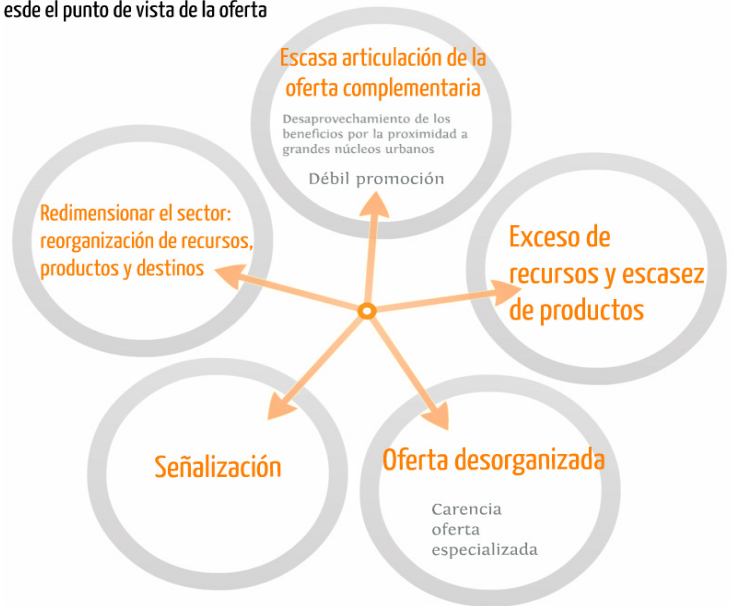 esde el punto de vista de la oferta
Escasa articulación de la
oferta complementaria
Desaprovechamiento de los
beneficios por la proximidad a
grandes núcleos urbanos
Débil promoción
Redimensionar el sector:
reorganización de recursos,
productos y destinos
Exceso de
recursos y escasez
de productos
Señalización
Oferta desorganizada
Carencia
oferta
especializada